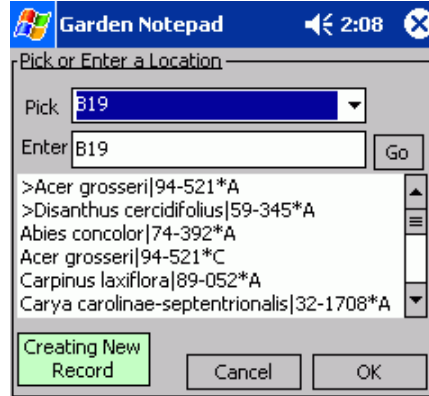 Garden Notepad 2:08
Pick or Enter a Location
Pick B19
Enter B19 Go
>Acer grosseri|94-521*A
>Disanthus cercidifolius|59-345*A
Abies concolor|74-392*A
Acer grosseri|94-521*C
Carpinus laxiflora|89-052*A
Carya carolinae-septentrionalis|32-1708*A
Creating New
Record Cancel OK